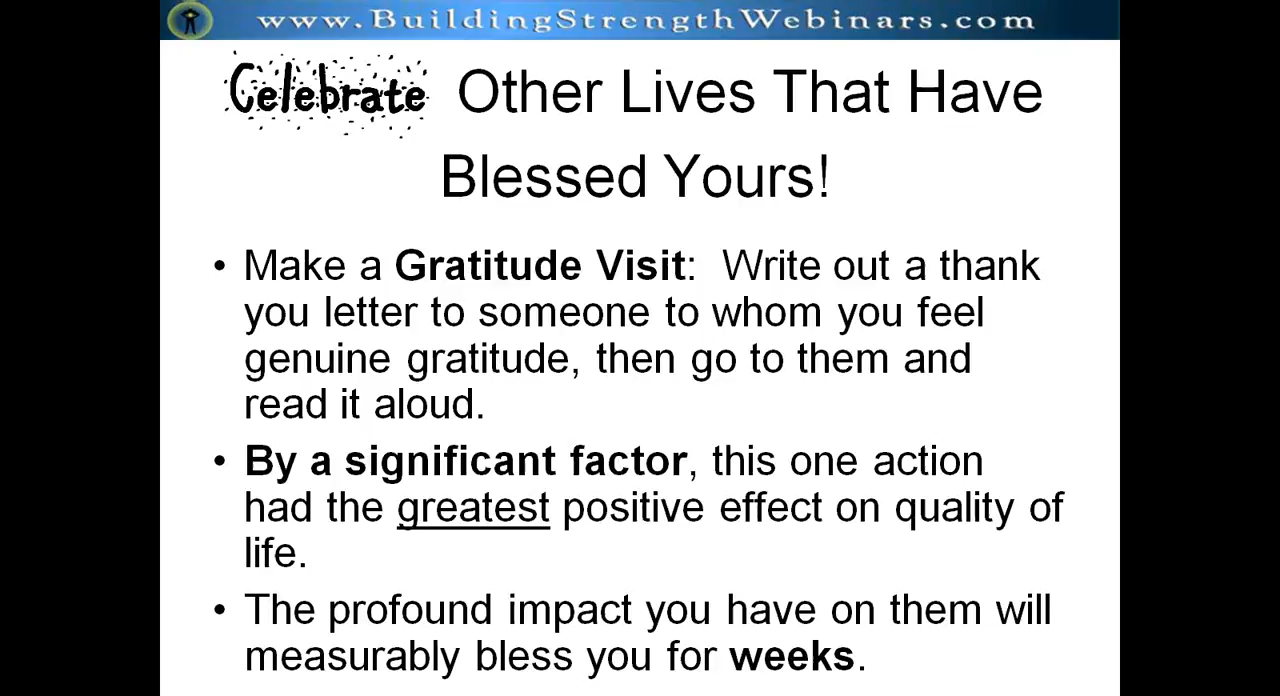 www.BuildingStrengthWebinars.com
Celebrate Other Lives That Have
Blessed Yours!
• Make a Gratitude Visit:  Write out a thank
you letter to someone to whom you feel
genuine gratitude, then go to them and
read it aloud.
• By a significant factor, this one action
had the greatest positive effect on quality of
life.
• The profound impact you have on them will
measurably bless you for weeks.